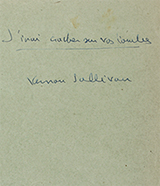 J'irai cracher sur vos tombes
Vernon Sullivan